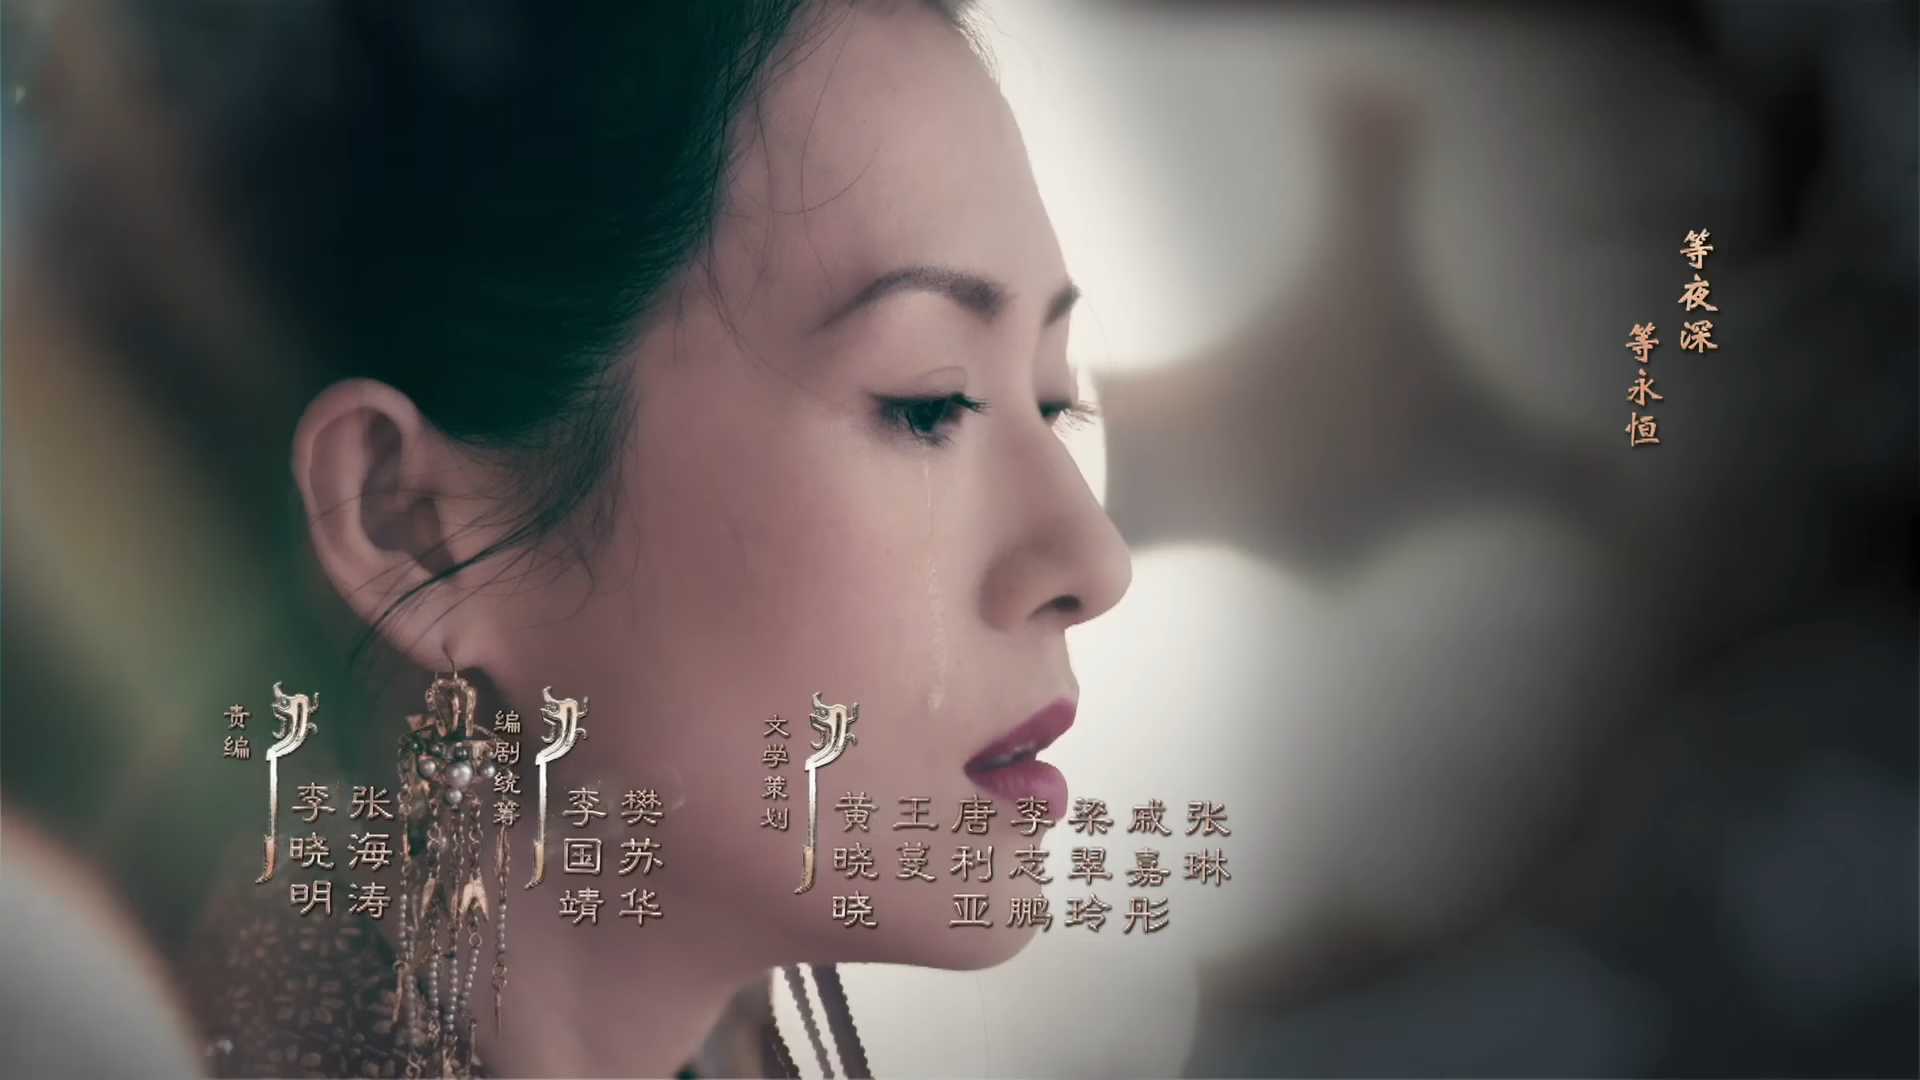 责编
李晓明
张海涛
编剧统筹
李国靖
樊苏华
文学策划
黄晓晓
王蔓
唐利亚
李志鹏
梁翠玲
戚嘉彤
张琳
等夜深
等永恒